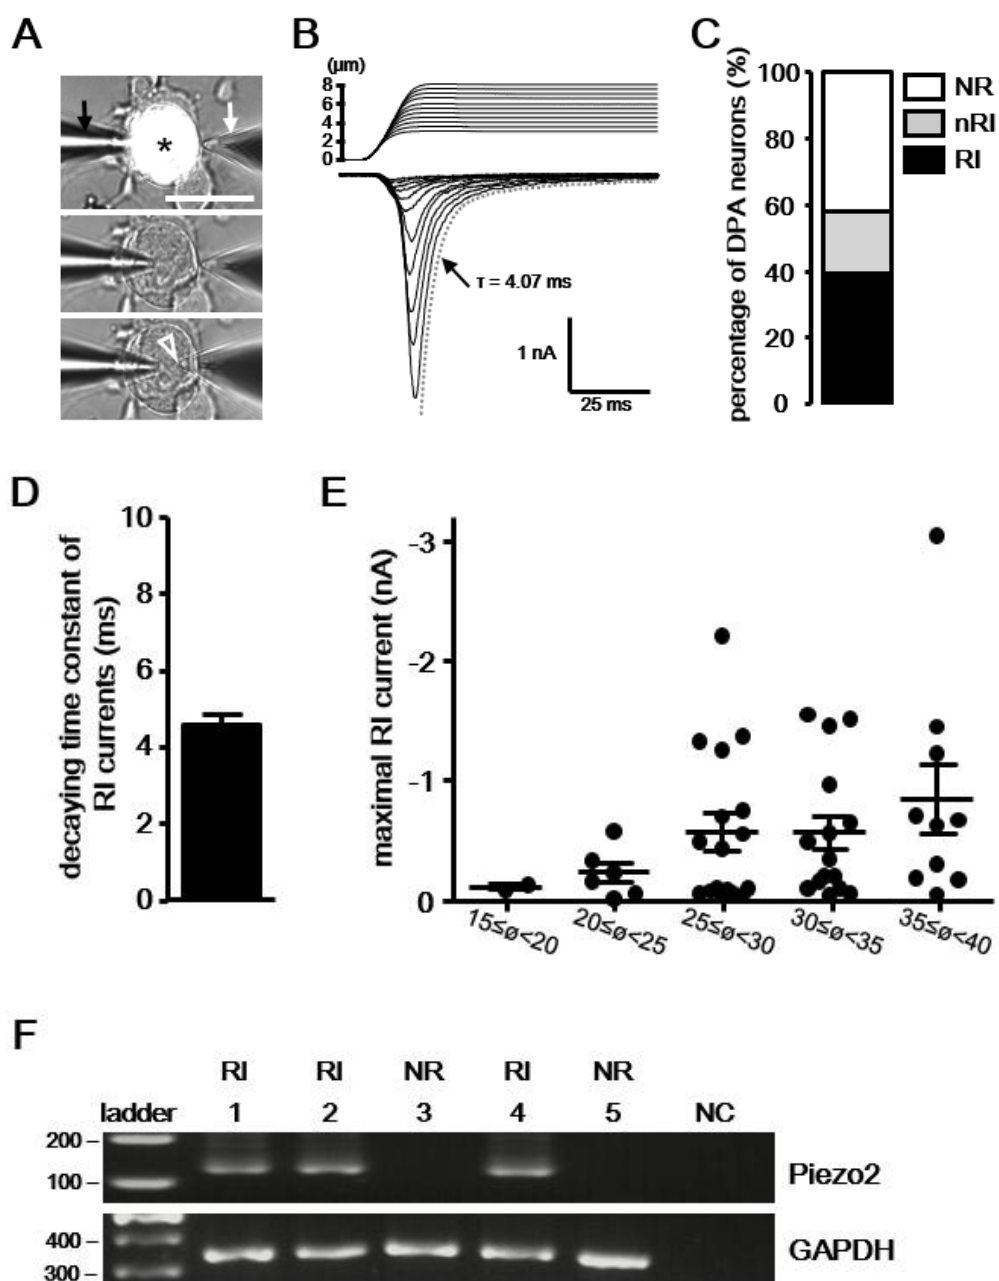 A
*
B
(μm)
8
6
4
2
0
τ = 4.07 ms
1 nA
25 ms
C
percentage of DPA neurons (%)
100
80
60
40
20
0
NR
nRI
RI
D
decaying time constant of
RI currents (ms)
10
8
6
4
2
0
E
maximal RI current (nA)
-3
-2
-1
0
15≤ø<20
20≤ø<25
25≤ø<30
30≤ø<35
35≤ø<40
F
RI RI NR RI NR
ladder 1 2 3 4 5 NC
200 –
100 –
Piezo2
400 –
300 –
GAPDH